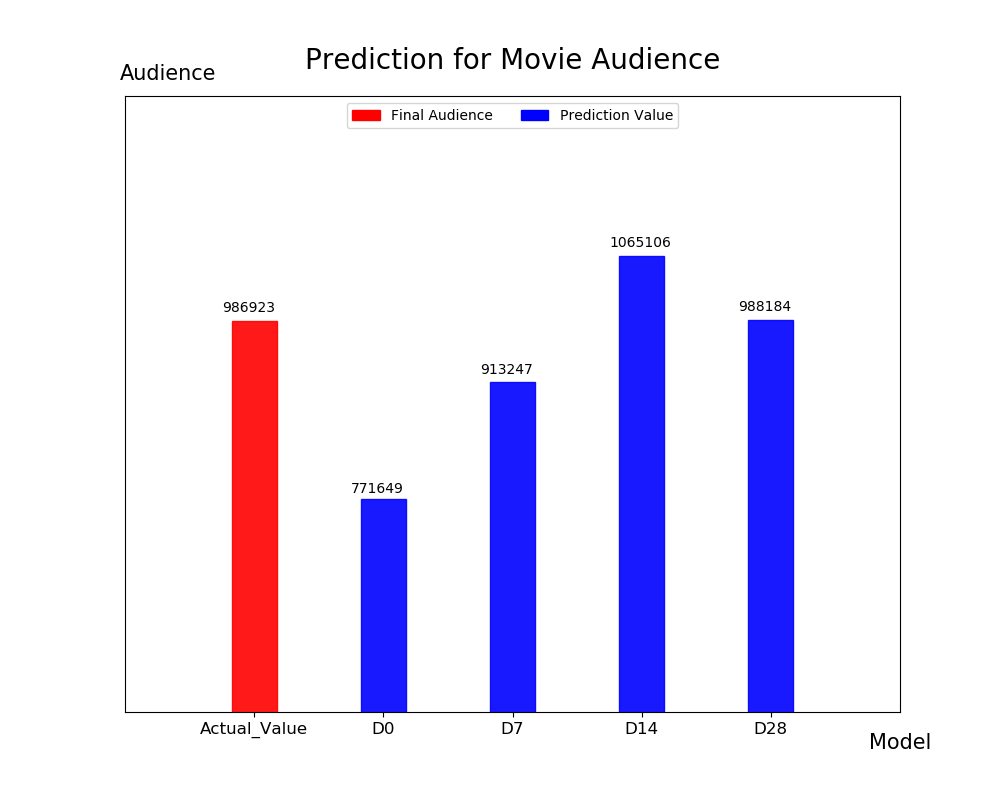 Prediction for Movie Audience
Audience
Final Audience Prediction Value
1065106
986923
988184
913247
771649
Actual_Value D0 D7 D14 D28
Model